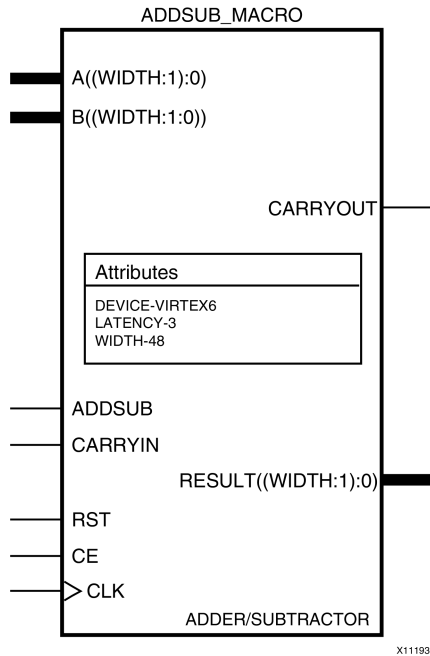 ADDSUB_MACRO
A((WIDTH:1):0)
B((WIDTH:1:0))
CARRYOUT
Attributes
DEVICE-VIRTEX6
LATENCY-3
WIDTH-48
ADDSUB
CARRYIN
RESULT((WIDTH:1):0)
RST
CE
CLK
ADDER/SUBTRACTOR
X11193